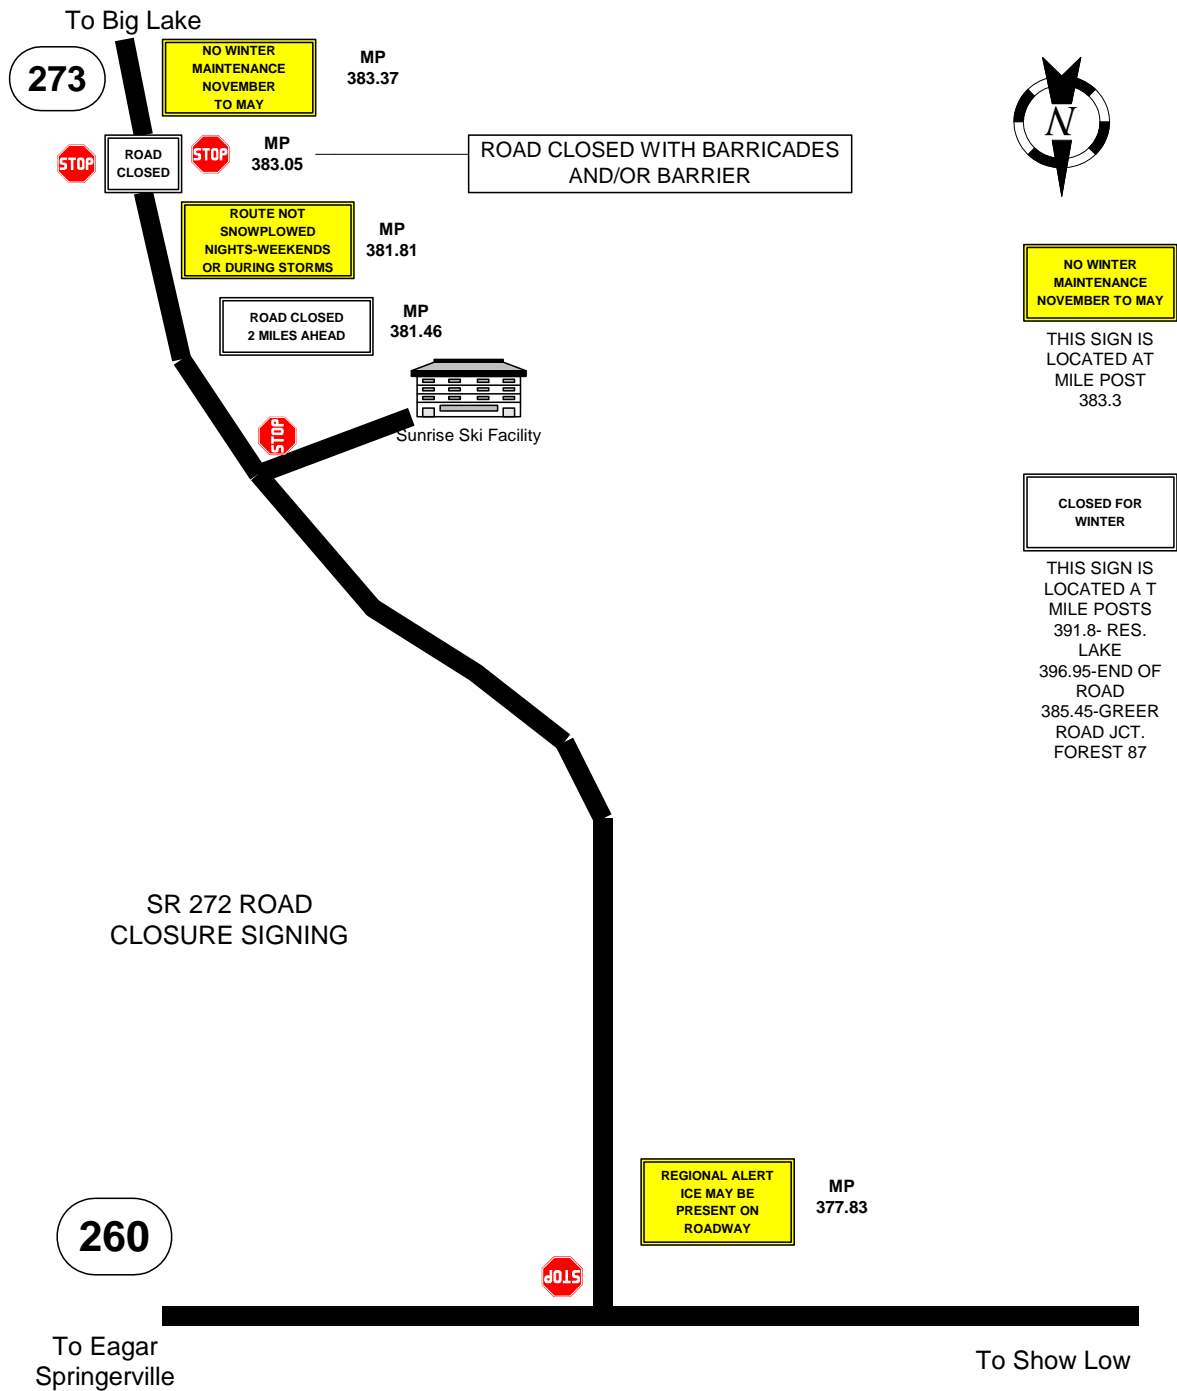 To Big Lake
273
NO WINTER
MAINTENANCE
NOVEMBER
TO MAY
MP
383.37
N
STOP
ROAD
CLOSED
STOP
MP
383.05
ROAD CLOSED WITH BARRICADES
AND/OR BARRIER
ROUTE NOT
SNOWPLOWED
NIGHTS-WEEKENDS
OR DURING STORMS
MP
381.81
NO WINTER
MAINTENANCE
NOVEMBER TO MAY
THIS SIGN IS
LOCATED AT
MILE POST
383.3
ROAD CLOSED
2 MILES AHEAD
MP
381.46
STOP
Sunrise Ski Facility
CLOSED FOR
WINTER
THIS SIGN IS
LOCATED A T
MILE POSTS
391.8- RES.
LAKE
396.95-END OF
ROAD
385.45-GREER
ROAD JCT.
FOREST 87
SR 272 ROAD
CLOSURE SIGNING
REGIONAL ALERT
ICE MAY BE
PRESENT ON
ROADWAY
MP
377.83
260
STOP
To Eagar
Springerville
To Show Low